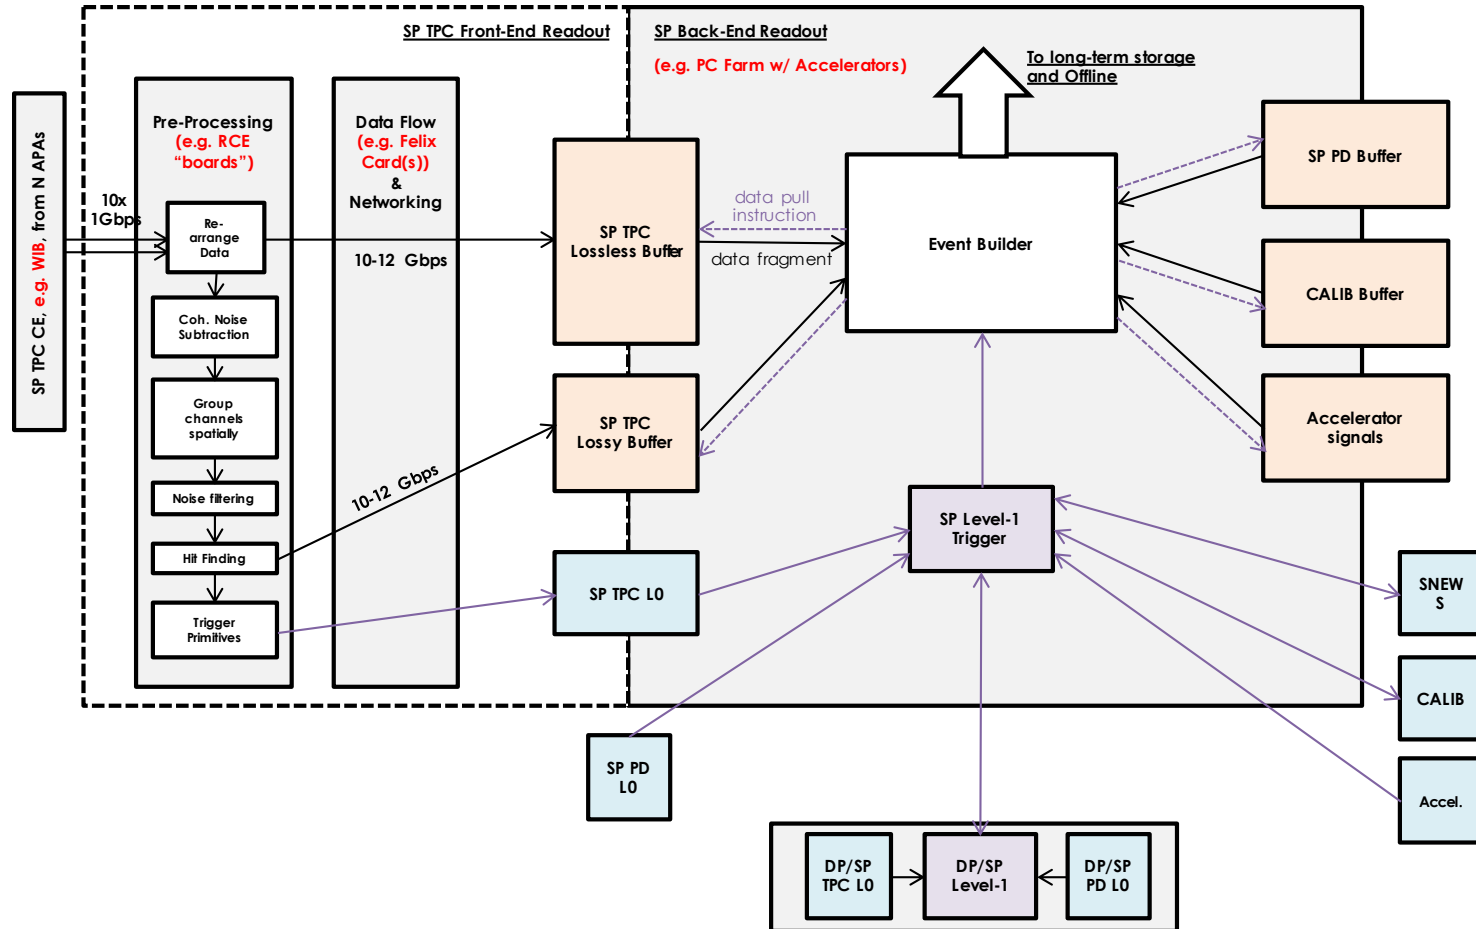 SP TPC Front-End Readout
SP Back-End Readout
(e.g. PC Farm w/ Accelerators)
To long-term storage
and Offline
SP TPC CE, e.g. WIB, from N APAs
10x
1Gbps
Pre-Processing
(e.g. RCE
“boards”)
Data Flow
(e.g. Felix
Card(s))
&
Networking
Re-
arrange
Data
Coh. Noise
Subtraction
Group
channels
spatially
Noise filtering
Hit Finding
Trigger
Primitives
10-12 Gbps
10-12 Gbps
SP TPC
Lossless Buffer
SP TPC
Lossy Buffer
SP TPC L0
data pull
instruction
data fragment
Event Builder
SP PD Buffer
CALIB Buffer
Accelerator
signals
SP Level-1
Trigger
SNEW
S
CALIB
Accel.
SP PD
L0
DP/SP
TPC L0
DP/SP
Level-1
DP/SP
PD L0